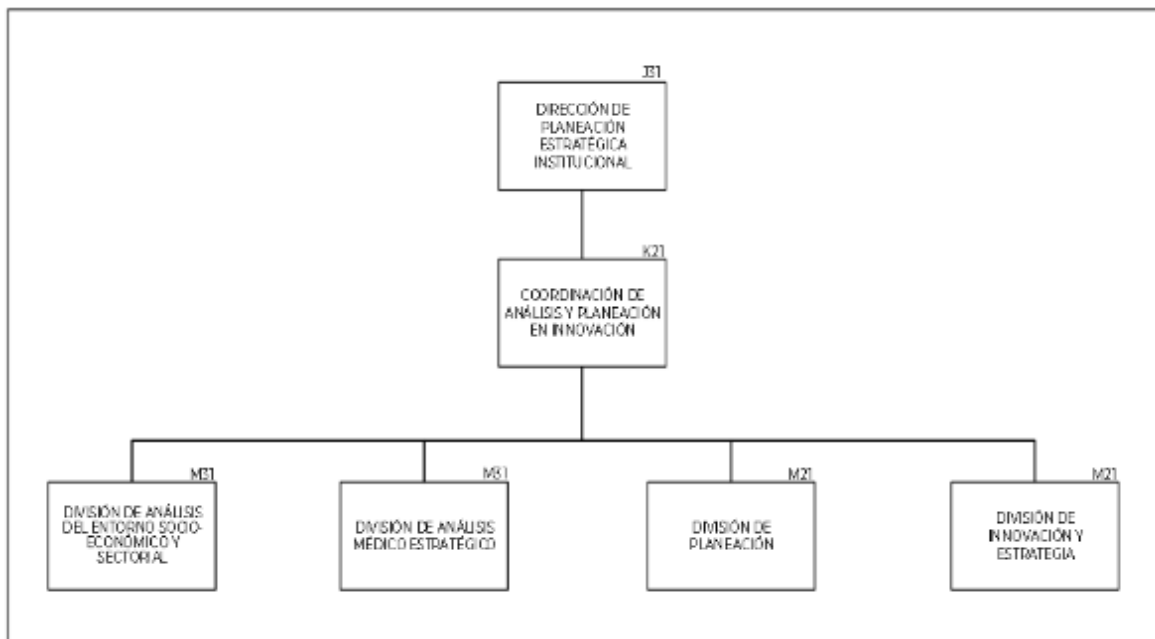 J31
DIRECCIÓN DE
PLANEACIÓN
ESTRATÉGICA
INSTITUCIONAL
K21
COORDINACIÓN DE
ANÁLISIS Y PLANEACIÓN
EN INNOVACIÓN
M31
DIVISIÓN DE ANÁLISIS
DEL ENTORNO SOCIO-
ECONÓMICO Y
SECTORIAL
M31
DIVISIÓN DE ANÁLISIS
MÉDICO ESTRATÉGICO
M21
DIVISIÓN DE
PLANEACIÓN
M21
DIVISIÓN DE
INNOVACIÓN Y
ESTRATEGIA